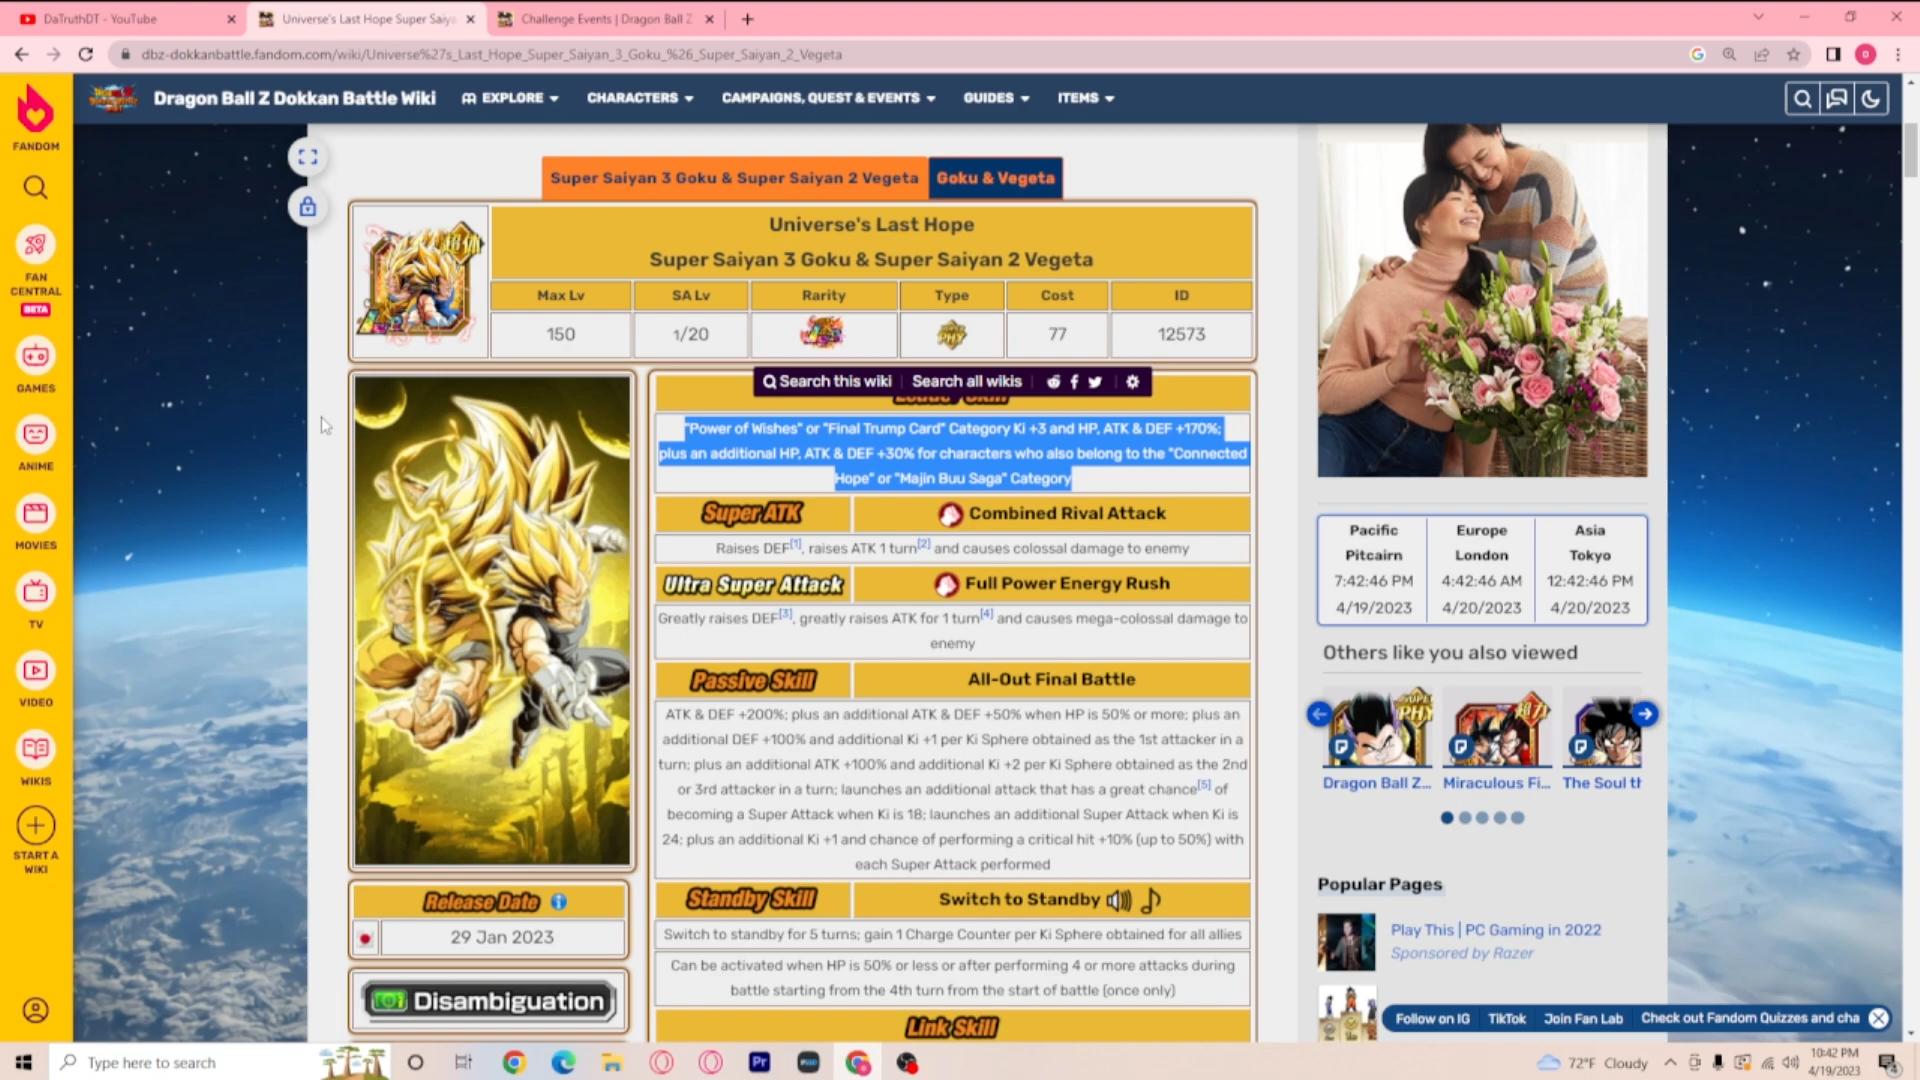 DaTruthDT - YouTube
Universe's Last Hope Super Saiya
Challenge Events | Dragon Ball Z
dbz-dokkanbattle.fandom.com/wiki/Universe%27s_Last_Hope_Super_Saiyan_3_Goku_%26_Super_Saiyan_2_Vegeta
Dragon Ball Z Dokkan Battle Wiki
EXPLORE
CHARACTERS
CAMPAIGNS, QUEST & EVENTS
GUIDES
ITEMS
FANDOM
FAN
CENTRAL
BETA
GAMES
ANIME
MOVIES
TV
VIDEO
WIKIS
START A
WIKI
Super Saiyan 3 Goku & Super Saiyan 2 Vegeta
Goku & Vegeta
Universe's Last Hope
Super Saiyan 3 Goku & Super Saiyan 2 Vegeta
Max Lv
SA Lv
Rarity
Type
Cost
ID
150
1/20
SUPER
PHY
77
12573
Search this wiki
Search all wikis
Leader Skill
"Power of Wishes" or "Final Trump Card" Category Ki +3 and HP, ATK & DEF +170%;
plus an additional HP, ATK & DEF +30% for characters who also belong to the "Connected
Hope" or "Majin Buu Saga" Category
Super ATK
Combined Rival Attack
Raises DEF[1], raises ATK 1 turn[2] and causes colossal damage to enemy
Ultra Super Attack
Full Power Energy Rush
Greatly raises DEF[3], greatly raises ATK for 1 turn[4] and causes mega-colossal damage to
enemy
Passive Skill
All-Out Final Battle
ATK & DEF +200%; plus an additional ATK & DEF +50% when HP is 50% or more; plus an
additional DEF +100% and additional Ki +1 per Ki Sphere obtained as the 1st attacker in a
turn; plus an additional ATK +100% and additional Ki +2 per Ki Sphere obtained as the 2nd
or 3rd attacker in a turn; launches an additional attack that has a great chance[5] of
becoming a Super Attack when Ki is 18; launches an additional Super Attack when Ki is
24; plus an additional Ki +1 and chance of performing a critical hit +10% (up to 50%) with
each Super Attack performed
Standby Skill
Switch to Standby
Switch to standby for 5 turns; gain 1 Charge Counter per Ki Sphere obtained for all allies
Can be activated when HP is 50% or less or after performing 4 or more attacks during
battle starting from the 4th turn from the start of battle (once only)
Link Skill
Release Date
29 Jan 2023
Disambiguation
Pacific
Pitcairn
7:42:46 PM
4/19/2023
Europe
London
4:42:46 AM
4/20/2023
Asia
Tokyo
12:42:46 PM
4/20/2023
Others like you also viewed
Dragon Ball Z...
Miraculous Fi...
The Soul th
Popular Pages
Play This | PC Gaming in 2022
Sponsored by Razer
Follow on IG
TikTok
Join Fan Lab
Check out Fandom Quizzes and cha
Type here to search
Pr
72°F Cloudy
10:42 PM
4/19/2023